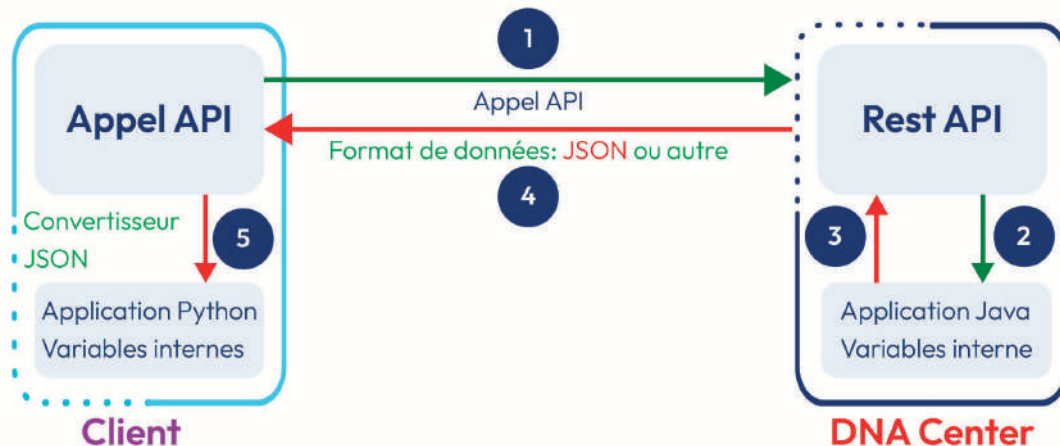 1
Appel API
Appel API
Rest API
Format de données: JSON ou autre
4
Convertisseur
JSON
5
3
2
Application Python
Variables internes
Application Java
Variables interne
Client
DNA Center